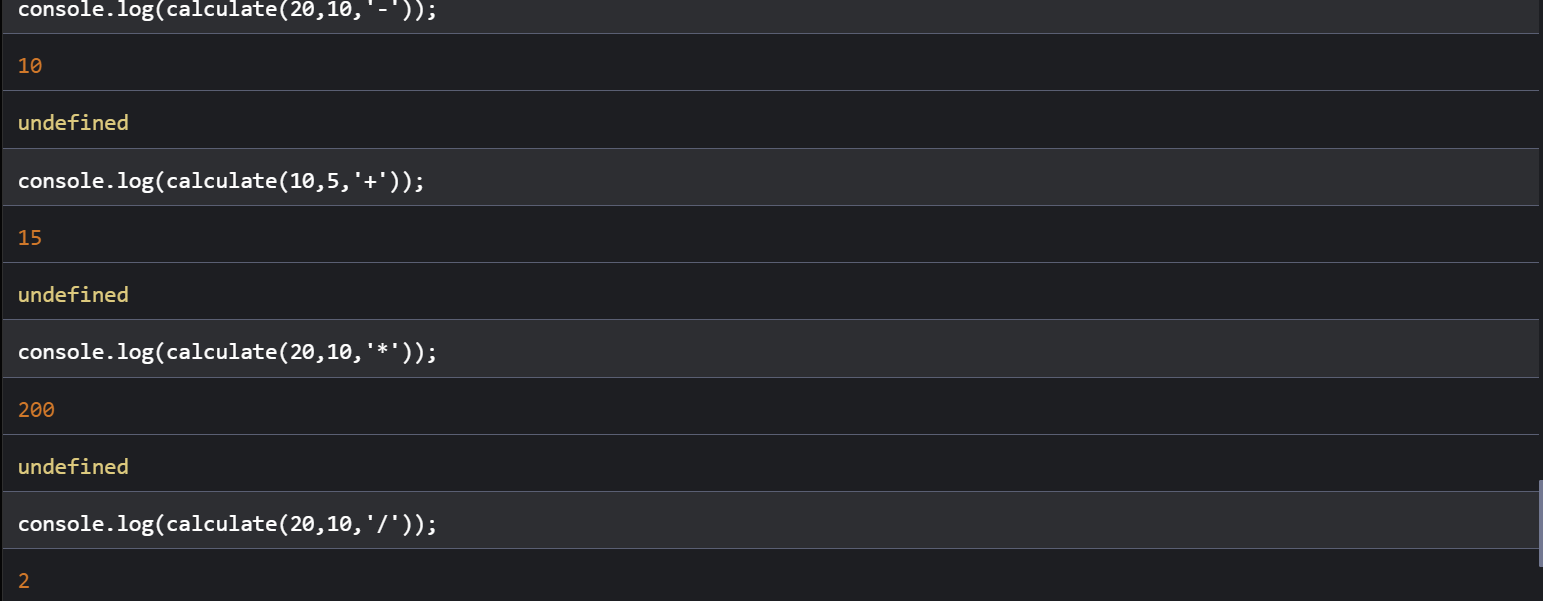 console.log(calculate(20,10,'-'));
10
undefined
console.log(calculate(10,5,'+'));
15
undefined
console.log(calculate(20,10,'*'));
200
undefined
console.log(calculate(20,10,'/'));
2